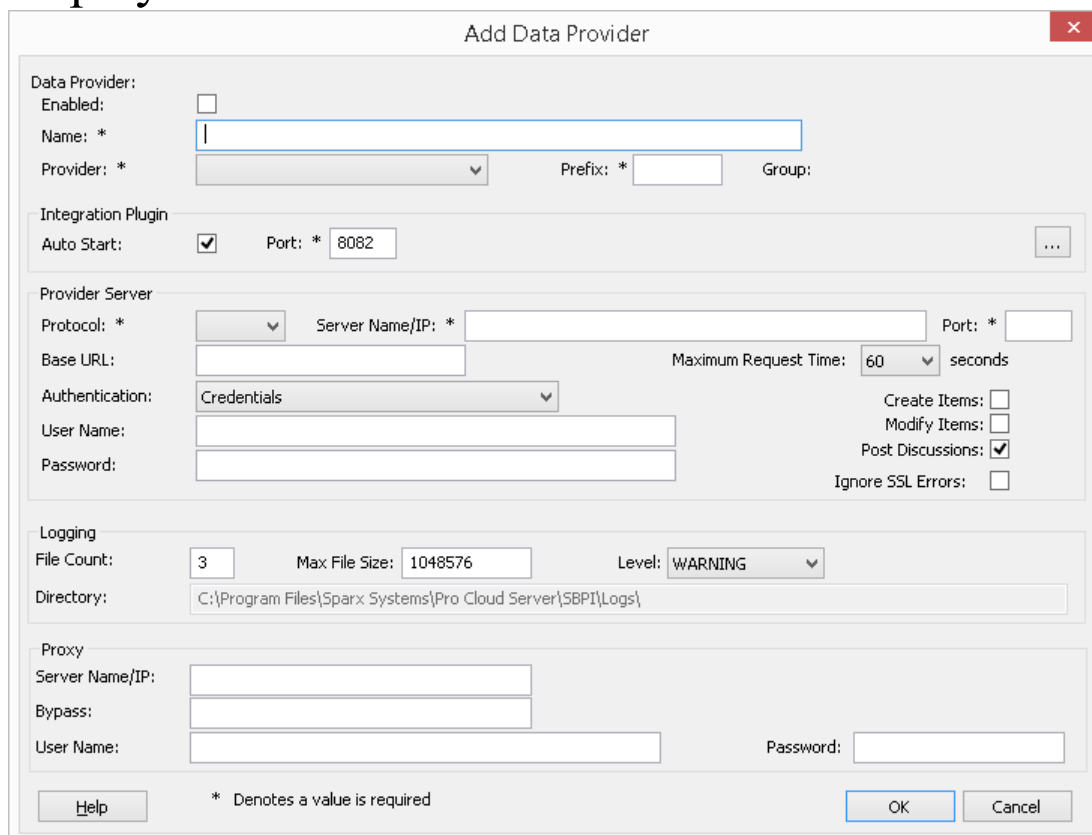 Add Data Provider
Data Provider:
Enabled:
Name: *
Provider: * Prefix: * Group:
Integration Plugin
Auto Start: Port: * 8082 ...
Provider Server
Protocol: * Server Name/IP: * Port: *
Base URL: Maximum Request Time: 60 seconds
Authentication: Credentials Create Items:
User Name: Modify Items:
Post Discussions:
Password:
Ignore SSL Errors:
Logging
File Count: 3 Max File Size: 1048576 Level: WARNING
Directory: C:\Program Files\Sparx Systems\Pro Cloud Server\SBPI\Logs\
Proxy
Server Name/IP:
Bypass:
User Name: Password:
Help * Denotes a value is required OK Cancel